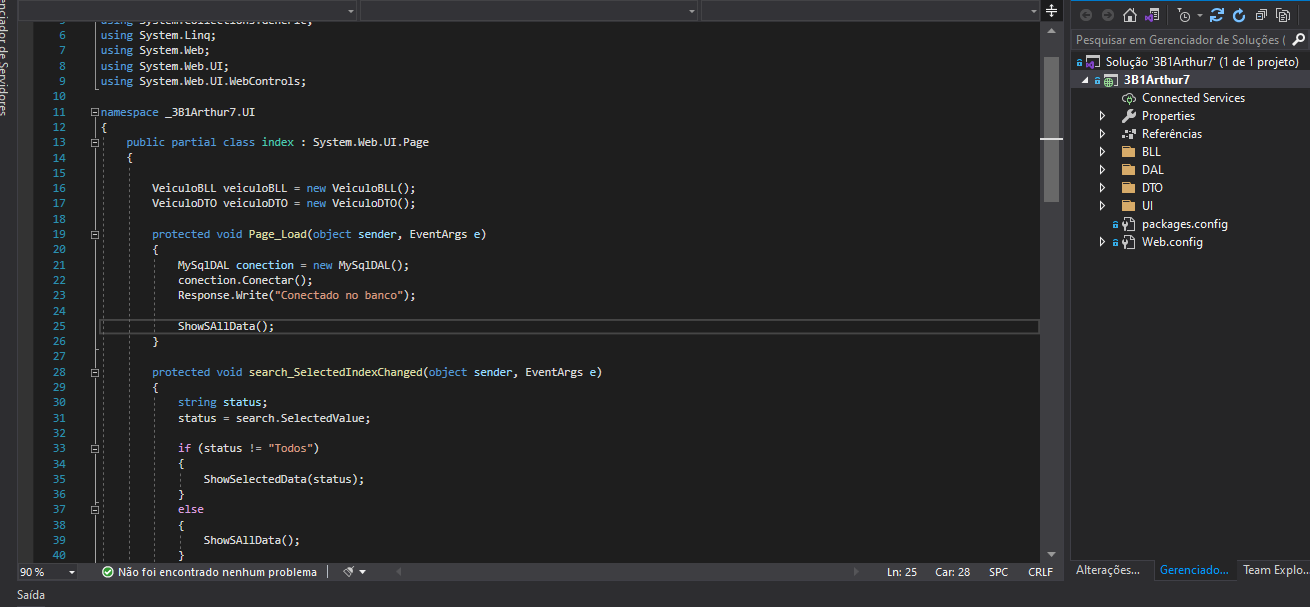 enciador de Servidores
5 using System.Collections.Generic;
6 using System.Linq;
7 using System.Web;
8 using System.Web.UI;
9 using System.Web.UI.WebControls;
10
11 namespace _3B1Arthur7.UI
12 {
13 public partial class index : System.Web.UI.Page
14 {
15
16 VeiculoBLL veiculoBLL = new VeiculoBLL();
17 VeiculoDTO veiculoDTO = new VeiculoDTO();
18
19 protected void Page_Load(object sender, EventArgs e)
20 {
21 MySqlDAL conection = new MySqlDAL();
22 conection.Conectar();
23 Response.Write("Conectado no banco");
24
25 ShowSAllData();
26 }
27
28 protected void search_SelectedIndexChanged(object sender, EventArgs e)
29 {
30 string status;
31 status = search.SelectedValue;
32
33 if (status != "Todos")
34 {
35 ShowSelectedData(status);
36 }
37 else
38 {
39 ShowSAllData();
40 }
90 %
Não foi encontrado nenhum problema
Ln: 25 Car: 28 SPC CRLF
Saída
Pesquisar em Gerenciador de Soluções (
Solução '3B1Arthur7' (1 de 1 projeto)
3B1Arthur7
Connected Services
Properties
Referências
BLL
DAL
DTO
UI
packages.config
Web.config
Alterações... Gerenciado... Team Explo...